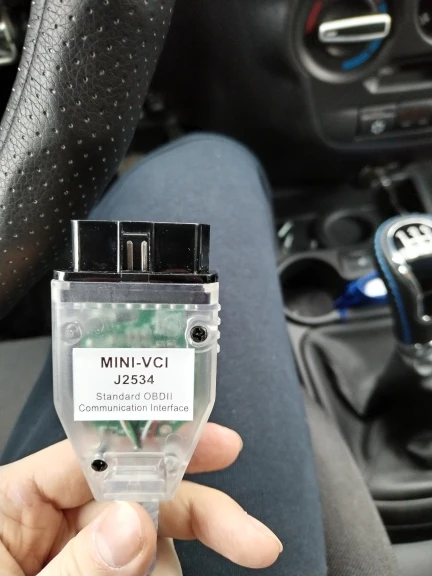 MINI-VCI
J2534
Standard OBDII
Communication Interface